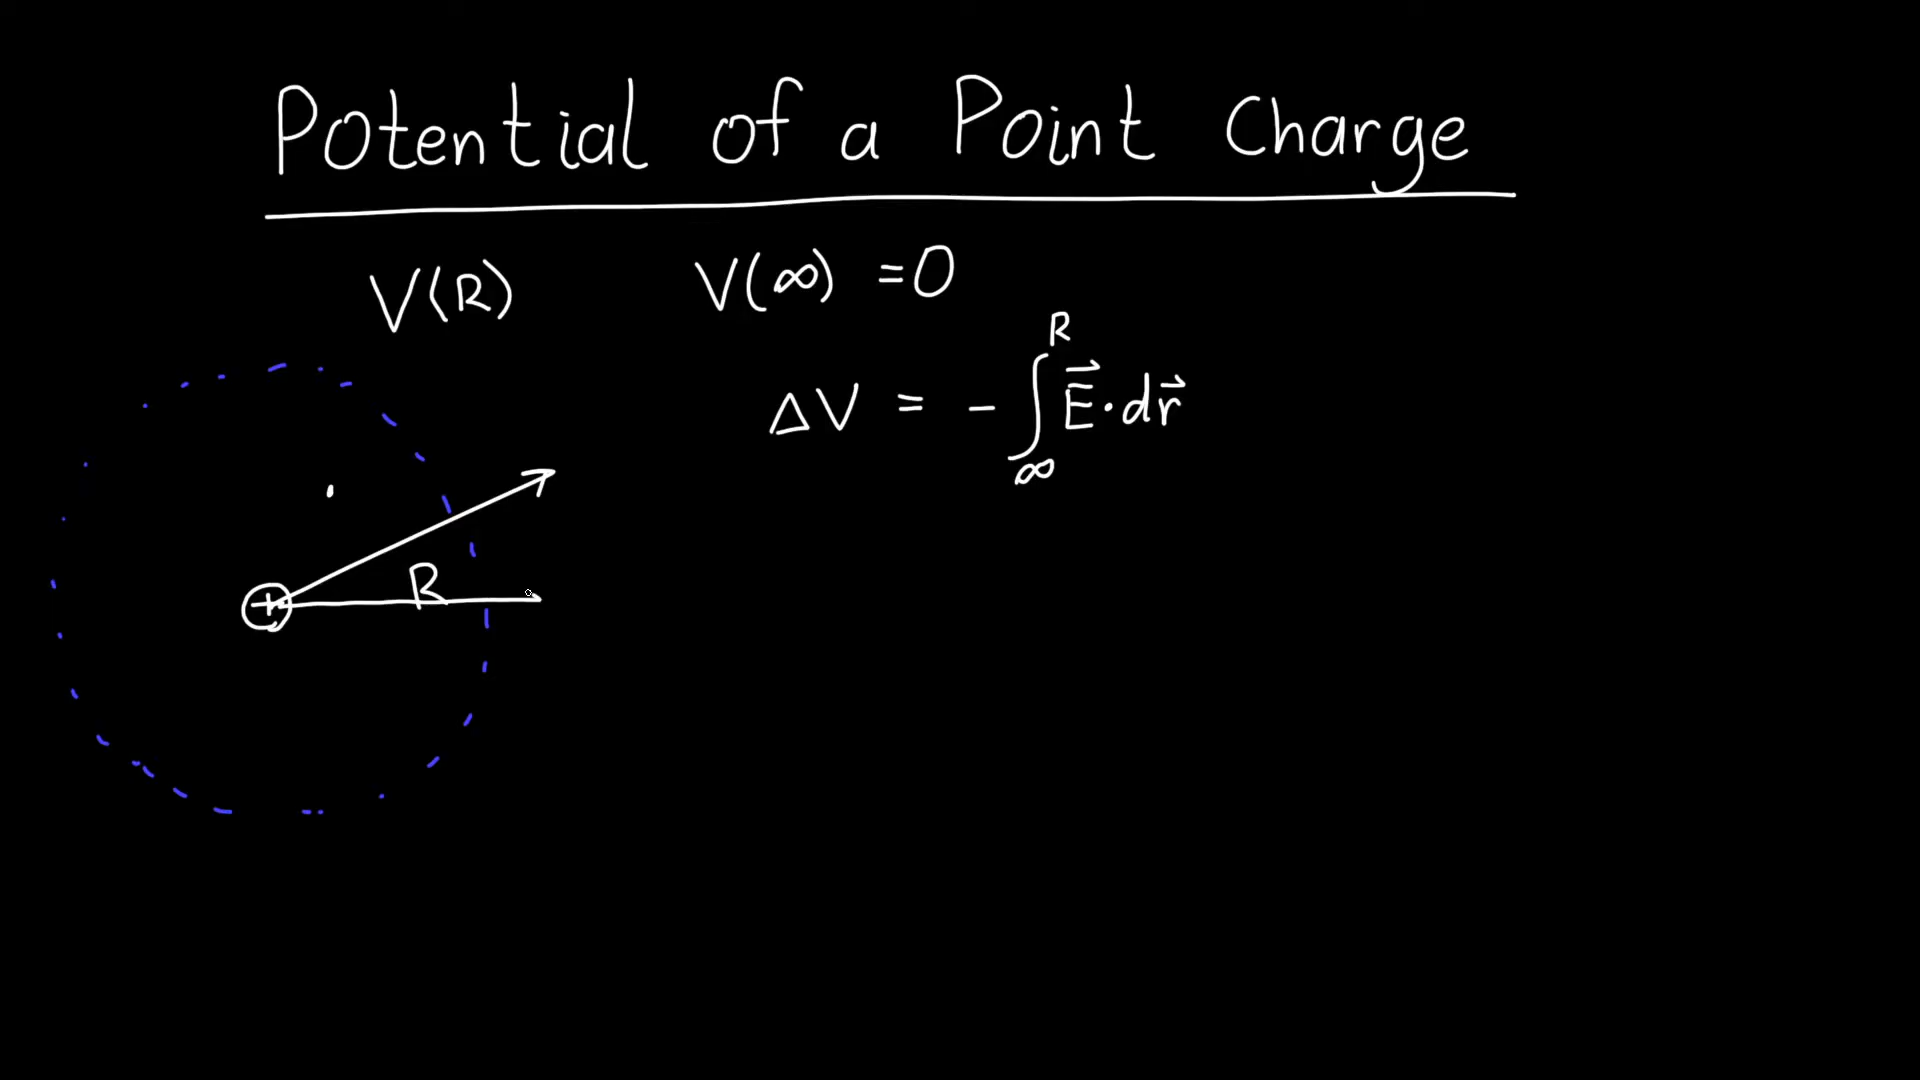 Potential of a Point Charge
V(R) V(∞) =0
ΔV = - ∫_∞^R E⃗ · dr⃗
R
+